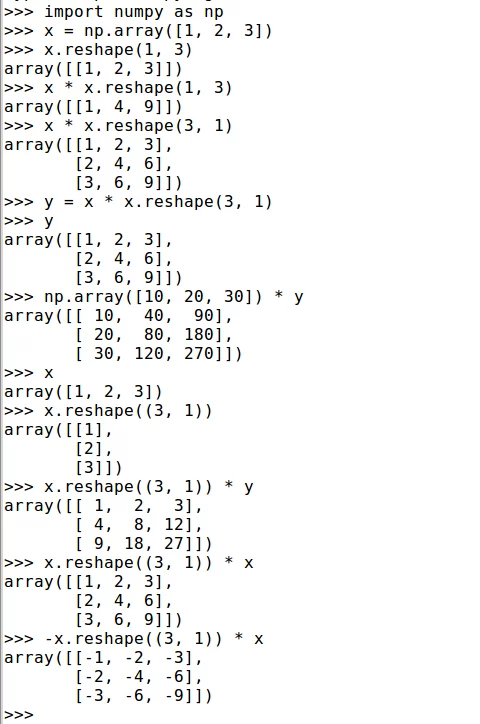 >>> import numpy as np
>>> x = np.array([1, 2, 3])
>>> x.reshape(1, 3)
array([[1, 2, 3]])
>>> x * x.reshape(1, 3)
array([[1, 4, 9]])
>>> x * x.reshape(3, 1)
array([[1, 2, 3],
       [2, 4, 6],
       [3, 6, 9]])
>>> y = x * x.reshape(3, 1)
>>> y
array([[1, 2, 3],
       [2, 4, 6],
       [3, 6, 9]])
>>> np.array([10, 20, 30]) * y
array([[ 10,  40,  90],
       [ 20,  80, 180],
       [ 30, 120, 270]])
>>> x
array([1, 2, 3])
>>> x.reshape((3, 1))
array([[1],
       [2],
       [3]])
>>> x.reshape((3, 1)) * y
array([[ 1,  2,  3],
       [ 4,  8, 12],
       [ 9, 18, 27]])
>>> x.reshape((3, 1)) * x
array([[1, 2, 3],
       [2, 4, 6],
       [3, 6, 9]])
>>> -x.reshape((3, 1)) * x
array([[-1, -2, -3],
       [-2, -4, -6],
       [-3, -6, -9]])
>>>